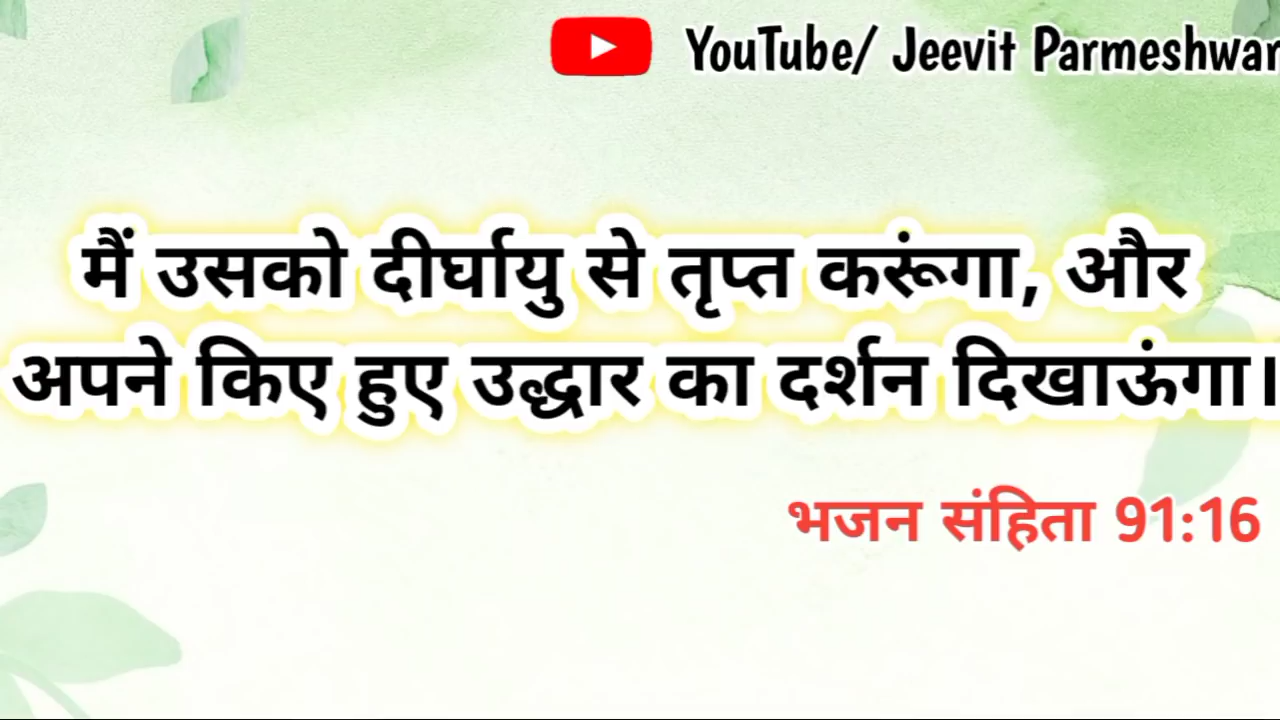 YouTube/ Jeevit Parmeshwar
मैं उसको दीर्घायु से तृप्त करूंगा, और
अपने किए हुए उद्धार का दर्शन दिखाऊंगा।
भजन संहिता 91:16